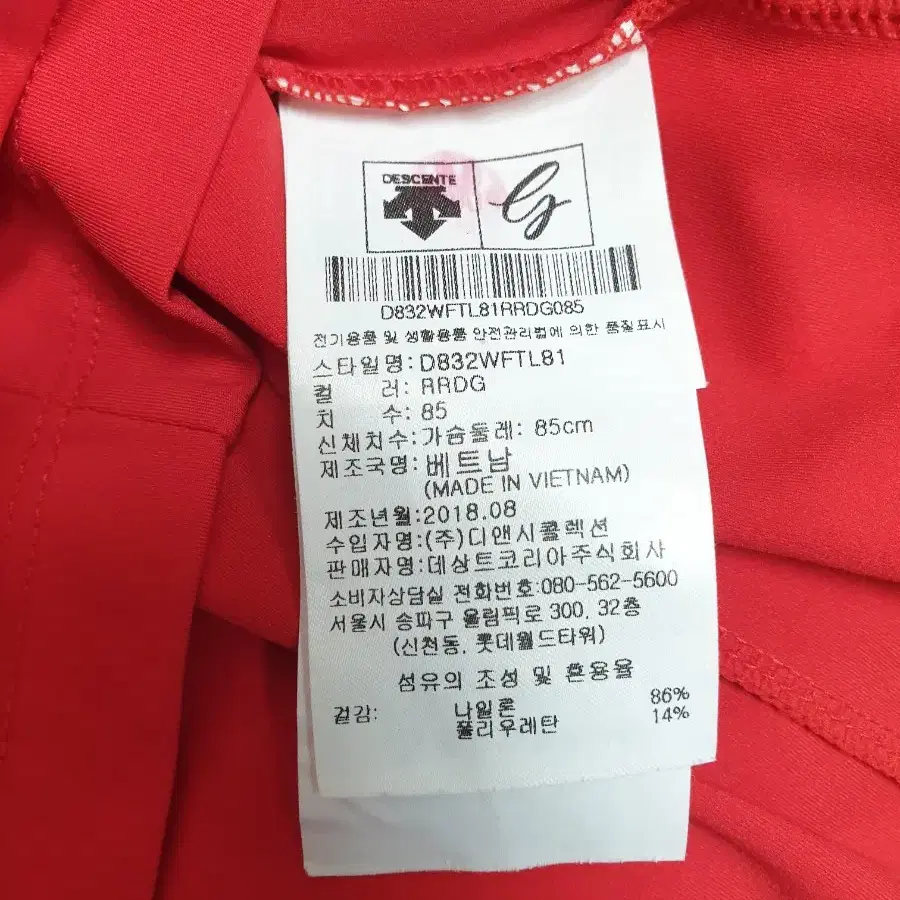 DESCENTE
G
D832WFTL81RRDG085
전기용품 및 생활용품 안전관리법에 의한 품질표시
스타일명: D832WFTL81
컬 러: RRDG
치 수: 85
신체치수:가슴둘레: 85cm
제조국명: 베트남
(MADE IN VIETNAM)
제조년월:2018.08
수입자명:(주)디앤시콜렉션
판매자명:데상트코리아주식회사
소비자상담실 전화번호:080-562-5600
서울시 송파구 올림픽로 300, 32층
(신천동, 롯데월드타워)
섬유의 조성 및 혼용율
겉감: 나일론 86%
폴리우레탄 14%